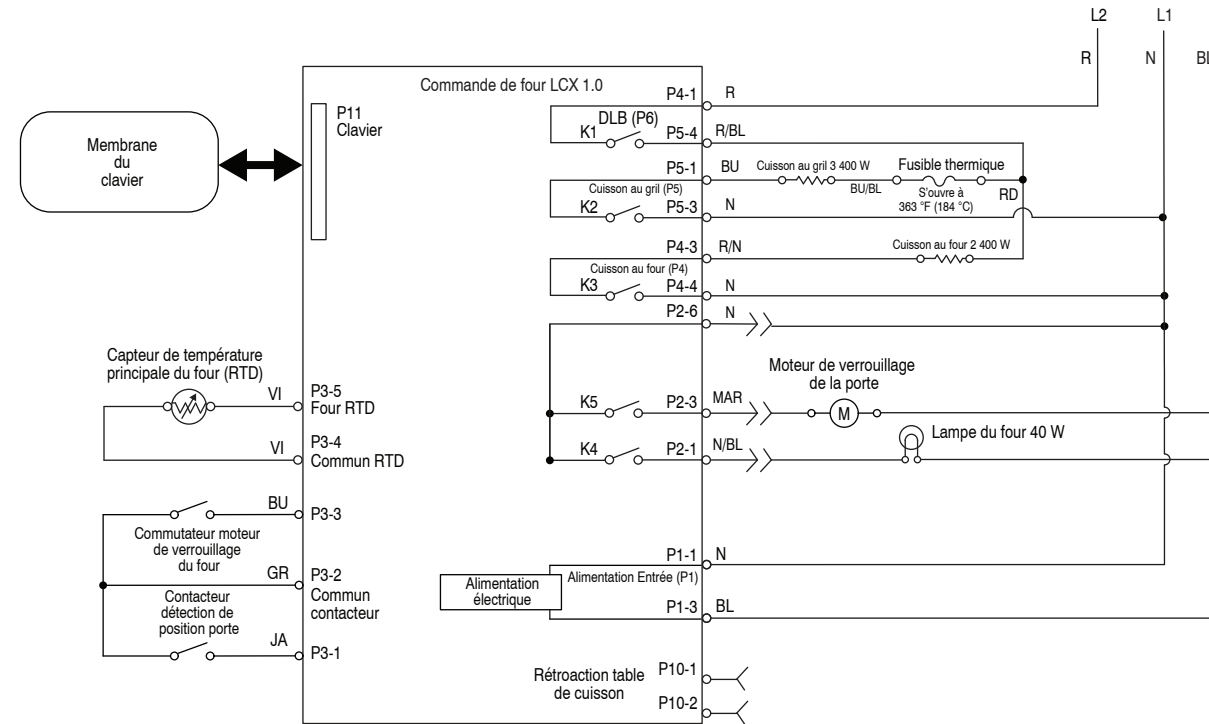 L2
L1
R
N
BL
Commande de four LCX 1.0
P11
Clavier
Membrane
du
clavier
P4-1
R
DLB (P6)
K1
P5-4
R/BL
P5-1
BU
Cuisson au gril 3 400 W
Fusible thermique
BU/BL
S'ouvre à
363 °F (184 °C)
RD
Cuisson au gril (P5)
K2
P5-3
N
P4-3
R/N
Cuisson au four 2 400 W
Cuisson au four (P4)
K3
P4-4
N
P2-6
N
Capteur de température
principale du four (RTD)
VI
P3-5
Four RTD
VI
P3-4
Commun RTD
Moteur de verrouillage
de la porte
K5
P2-3
MAR
M
K4
P2-1
N/BL
Lampe du four 40 W
BU
P3-3
Commutateur moteur
de verrouillage
du four
GR
P3-2
Commun
contacteur
Contacteur
détection de
position porte
JA
P3-1
P1-1
N
Alimentation
électrique
Alimentation Entrée (P1)
P1-3
BL
Rétroaction table
de cuisson
P10-1
P10-2